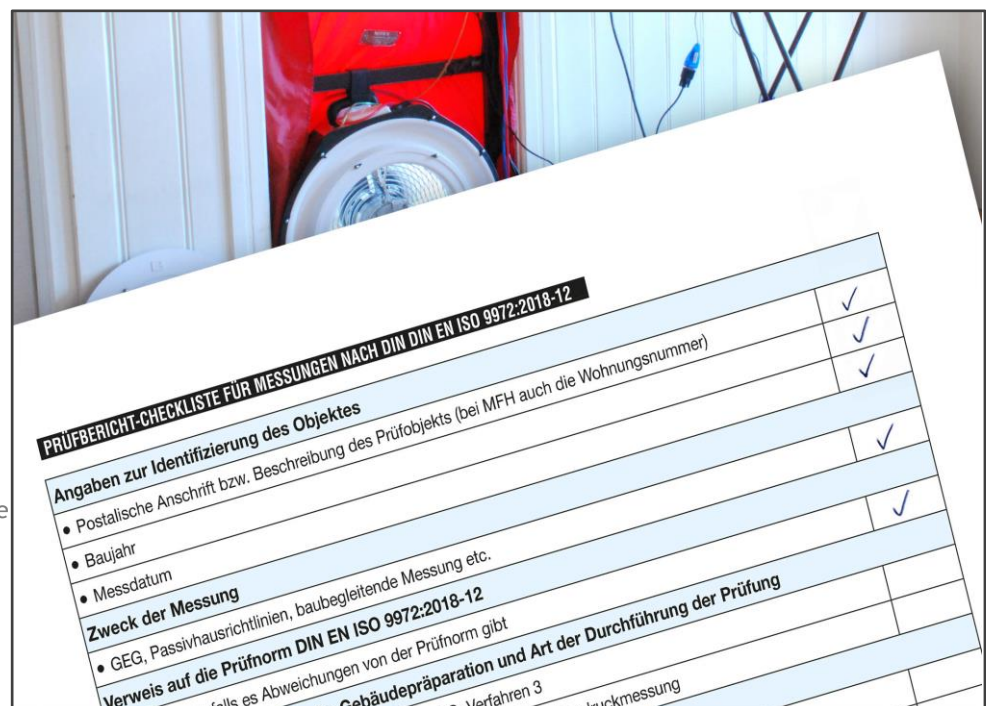 PRÜFBERICHT-CHECKLISTE FÜR MESSUNGEN NACH DIN DIN EN ISO 9972:2018-12
Angaben zur Identifizierung des Objektes
• Postalische Anschrift bzw. Beschreibung des Prüfobjekts (bei MFH auch die Wohnungsnummer)
• Baujahr
• Messdatum
Zweck der Messung
• GEG, Passivhausrichtlinien, baubegleitende Messung etc.
Verweis auf die Prüfnorm DIN EN ISO 9972:2018-12
es Abweichungen von der Prüfnorm gibt
Gebäudepräparation und Art der Durchführung der Prüfung
Verfahren 3